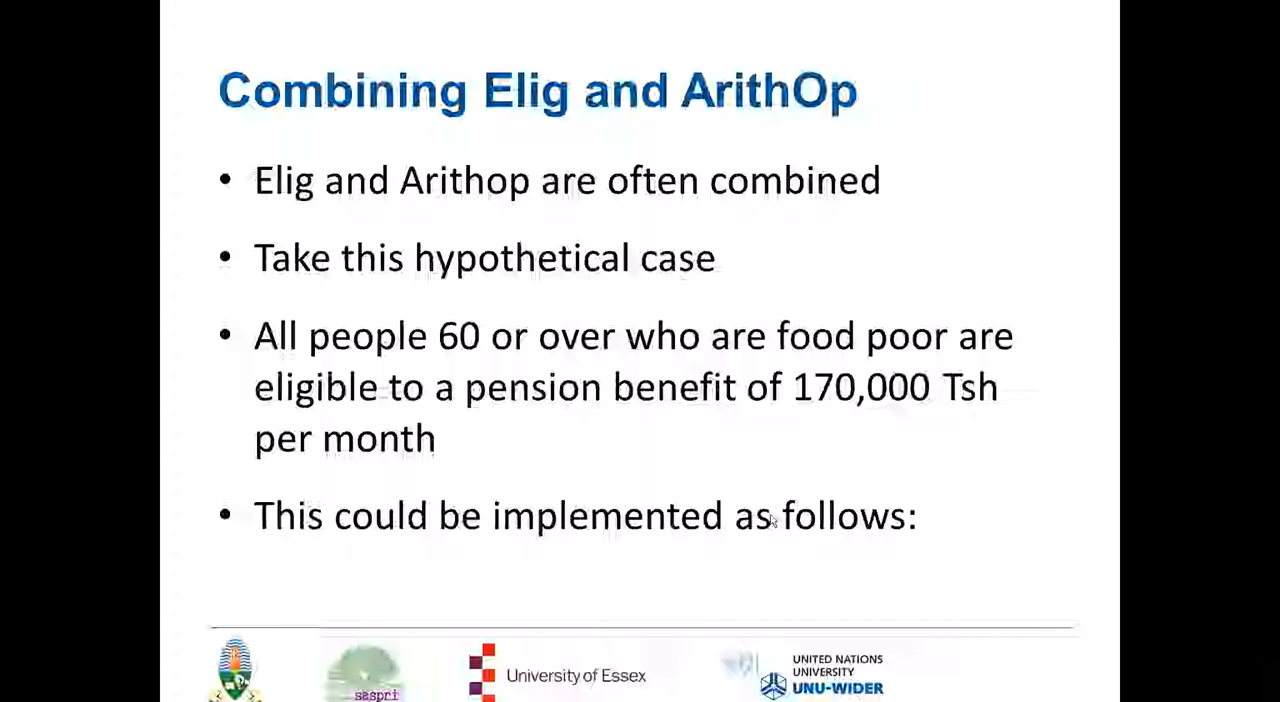 Combining Elig and ArithOp
• Elig and Arithop are often combined
• Take this hypothetical case
• All people 60 or over who are food poor are
eligible to a pension benefit of 170,000 Tsh
per month
• This could be implemented as follows:
saspri
University of Essex
UNITED NATIONS
UNIVERSITY
UNU-WIDER